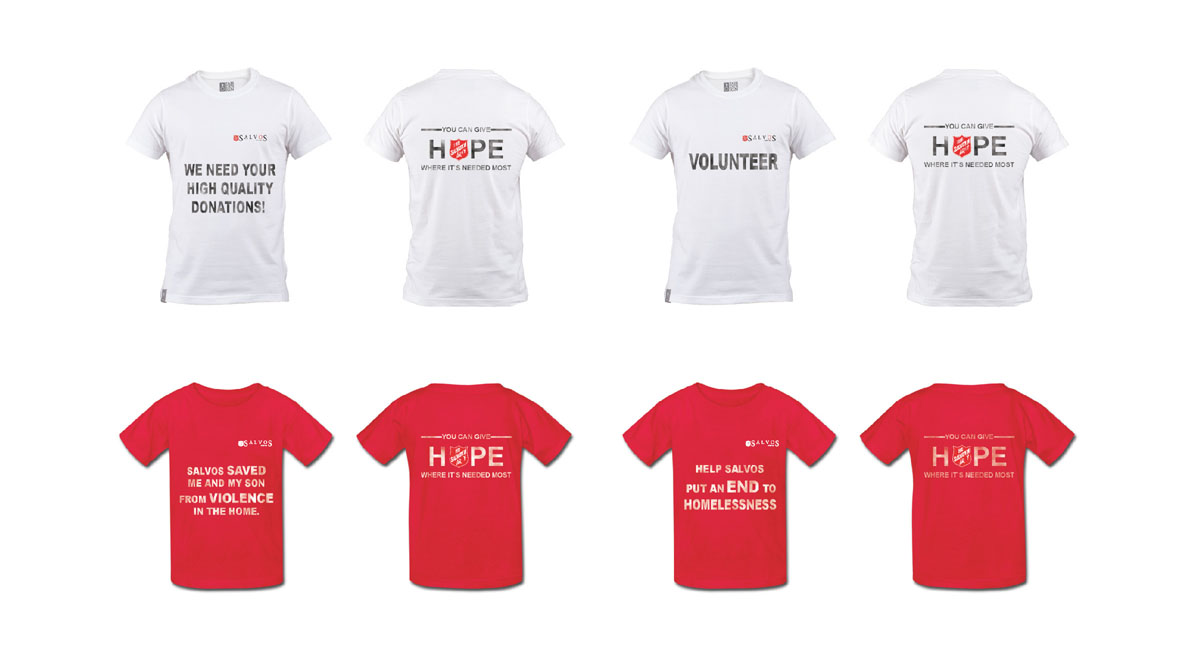 SALVOS
WE NEED YOUR
HIGH QUALITY
DONATIONS!
YOU CAN GIVE
HOPE
WHERE IT'S NEEDED MOST
SALVOS
VOLUNTEER
YOU CAN GIVE
HOPE
WHERE IT'S NEEDED MOST
SALVOS
SALVOS SAVED
ME AND MY SON
FROM VIOLENCE
IN THE HOME.
YOU CAN GIVE
HOPE
WHERE IT'S NEEDED MOST
SALVOS
HELP SALVOS
PUT AN END TO
HOMELESSNESS
YOU CAN GIVE
HOPE
WHERE IT'S NEEDED MOST